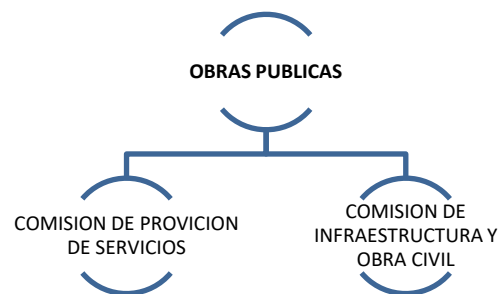 OBRAS PUBLICAS
COMISION DE PROVICION
DE SERVICIOS
COMISION DE
INFRAESTRUCTURA Y
OBRA CIVIL